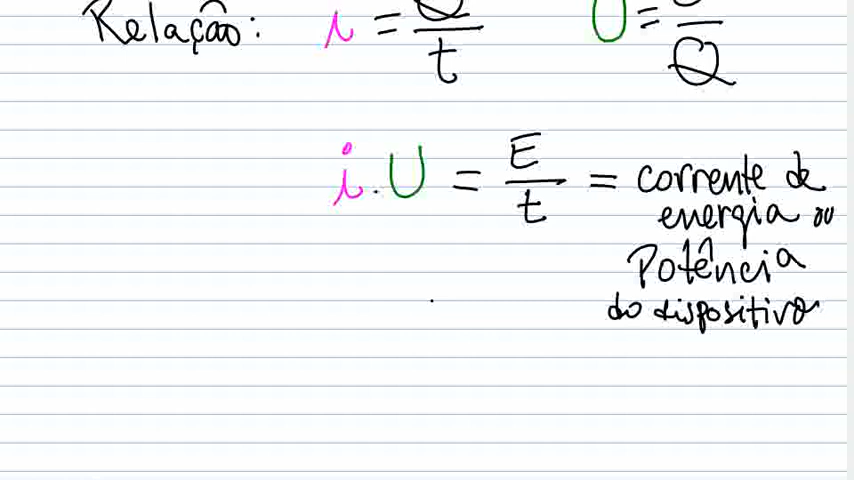 Relação: i = Q/t U = /Q
i.U = E/t = corrente de
energia ou
Potência
do dispositivo